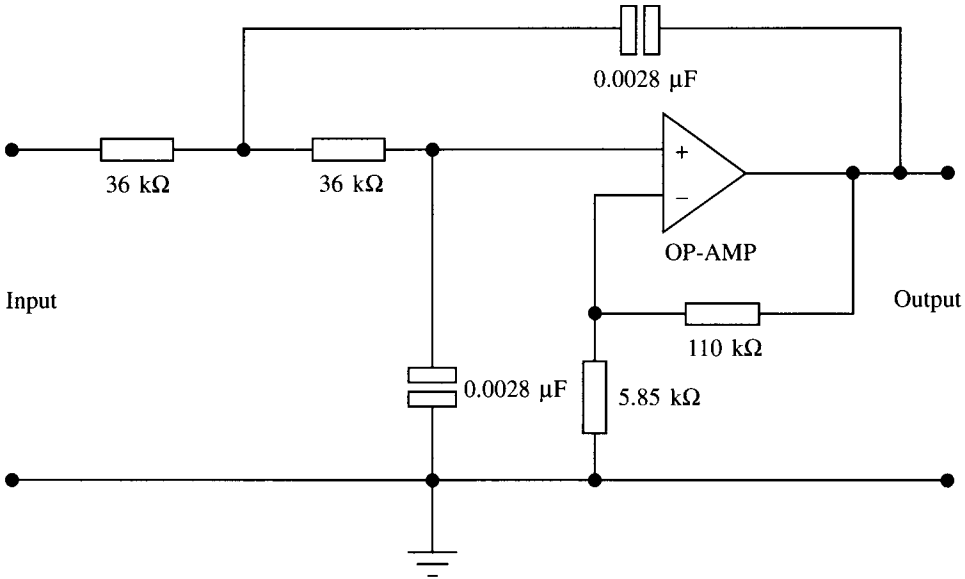 0.0028 µF
36 kΩ
36 kΩ
+
−
OP-AMP
Input
Output
110 kΩ
0.0028 µF
5.85 kΩ